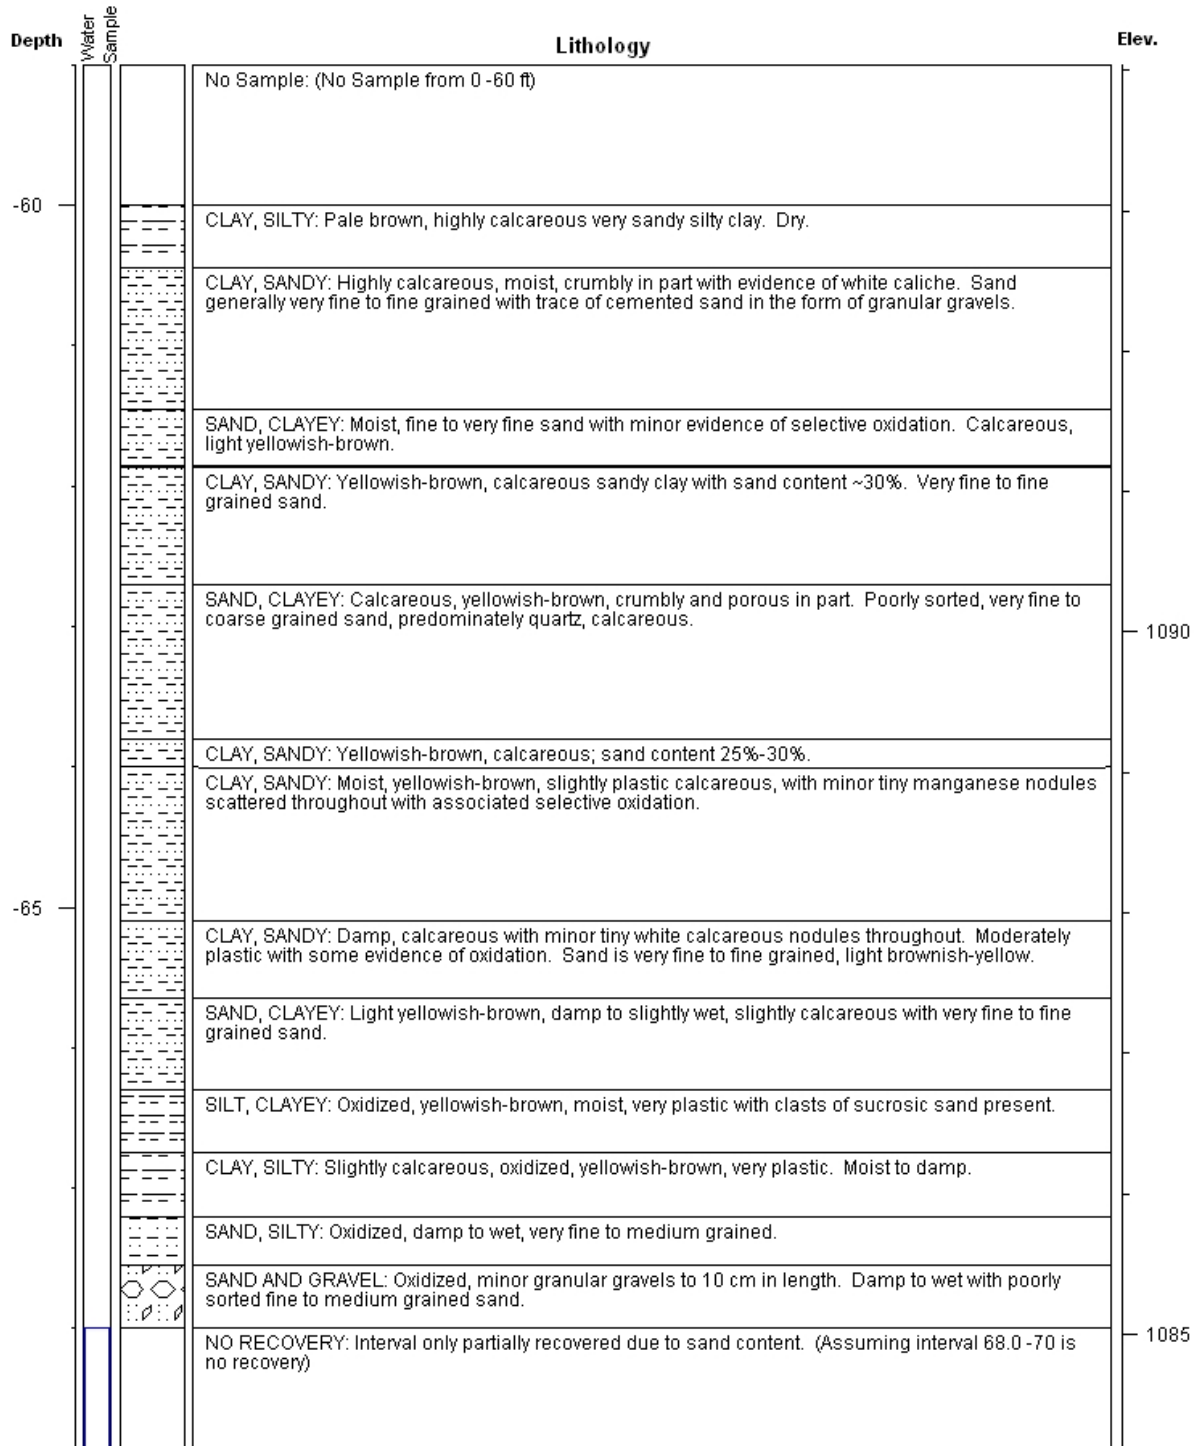 Depth
Water
Sample
Lithology
Elev.
No Sample: (No Sample from 0 -60 ft)
-60
CLAY, SILTY: Pale brown, highly calcareous very sandy silty clay. Dry.
CLAY, SANDY: Highly calcareous, moist, crumbly in part with evidence of white caliche. Sand
generally very fine to fine grained with trace of cemented sand in the form of granular gravels.
SAND, CLAYEY: Moist, fine to very fine sand with minor evidence of selective oxidation. Calcareous,
light yellowish-brown.
CLAY, SANDY: Yellowish-brown, calcareous sandy clay with sand content ~30%. Very fine to fine
grained sand.
SAND, CLAYEY: Calcareous, yellowish-brown, crumbly and porous in part. Poorly sorted, very fine to
coarse grained sand, predominately quartz, calcareous.
1090
CLAY, SANDY: Yellowish-brown, calcareous; sand content 25%-30%.
CLAY, SANDY: Moist, yellowish-brown, slightly plastic calcareous, with minor tiny manganese nodules
scattered throughout with associated selective oxidation.
-65
CLAY, SANDY: Damp, calcareous with minor tiny white calcareous nodules throughout. Moderately
plastic with some evidence of oxidation. Sand is very fine to fine grained, light brownish-yellow.
SAND, CLAYEY: Light yellowish-brown, damp to slightly wet, slightly calcareous with very fine to fine
grained sand.
SILT, CLAYEY: Oxidized, yellowish-brown, moist, very plastic with clasts of sucrosic sand present.
CLAY, SILTY: Slightly calcareous, oxidized, yellowish-brown, very plastic. Moist to damp.
SAND, SILTY: Oxidized, damp to wet, very fine to medium grained.
SAND AND GRAVEL: Oxidized, minor granular gravels to 10 cm in length. Damp to wet with poorly
sorted fine to medium grained sand.
1085
NO RECOVERY: Interval only partially recovered due to sand content. (Assuming interval 68.0 -70 is
no recovery)